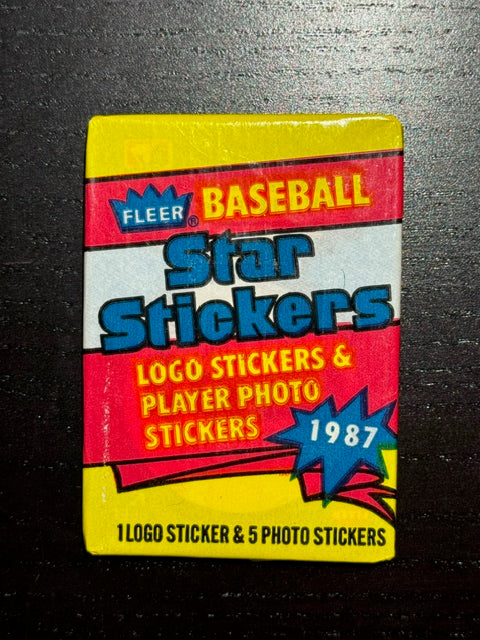 FLEER® BASEBALL
Star
Stickers
LOGO STICKERS &
PLAYER PHOTO
STICKERS
1987
1 LOGO STICKER & 5 PHOTO STICKERS